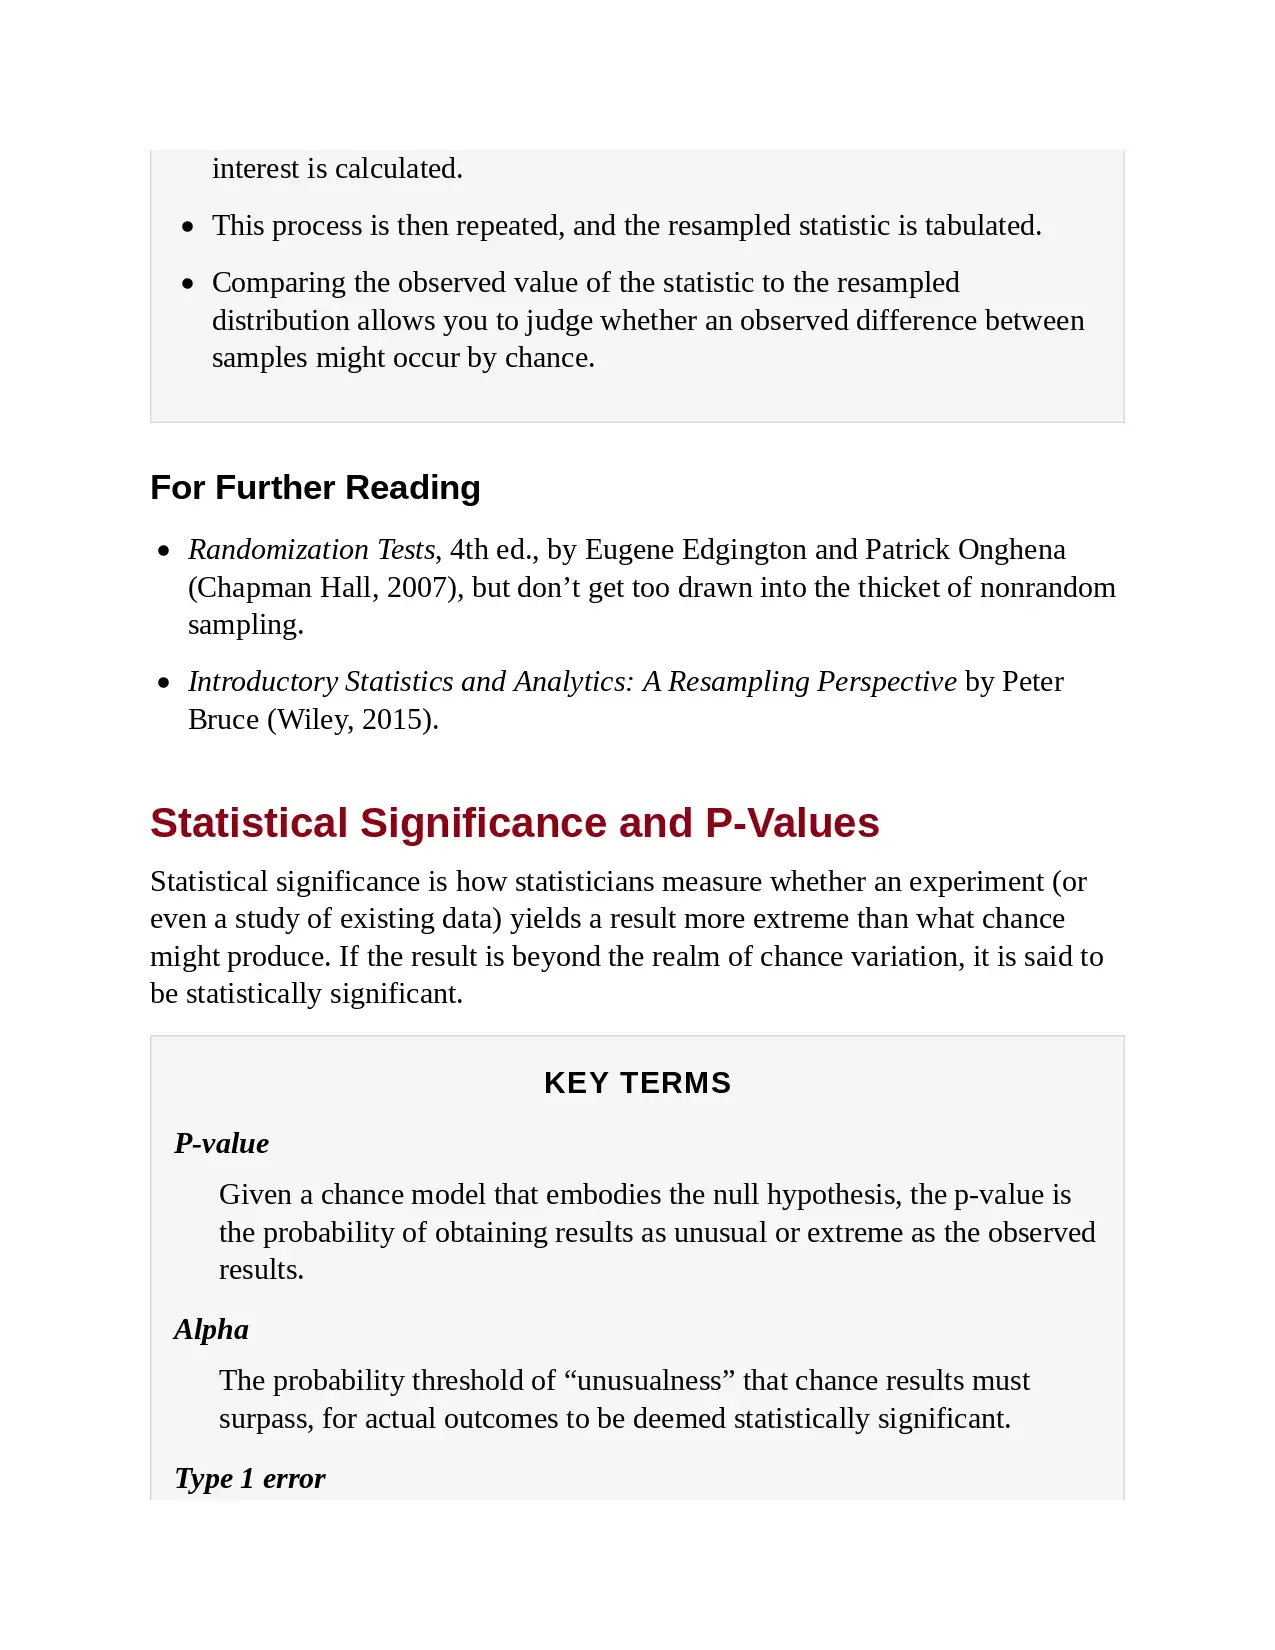 interest is calculated.
• This process is then repeated, and the resampled statistic is tabulated.
• Comparing the observed value of the statistic to the resampled
distribution allows you to judge whether an observed difference between
samples might occur by chance.
For Further Reading
• Randomization Tests, 4th ed., by Eugene Edgington and Patrick Onghena
(Chapman Hall, 2007), but don’t get too drawn into the thicket of nonrandom
sampling.
• Introductory Statistics and Analytics: A Resampling Perspective by Peter
Bruce (Wiley, 2015).
Statistical Significance and P-Values
Statistical significance is how statisticians measure whether an experiment (or
even a study of existing data) yields a result more extreme than what chance
might produce. If the result is beyond the realm of chance variation, it is said to
be statistically significant.
KEY TERMS
P-value
Given a chance model that embodies the null hypothesis, the p-value is
the probability of obtaining results as unusual or extreme as the observed
results.
Alpha
The probability threshold of “unusualness” that chance results must
surpass, for actual outcomes to be deemed statistically significant.
Type 1 error